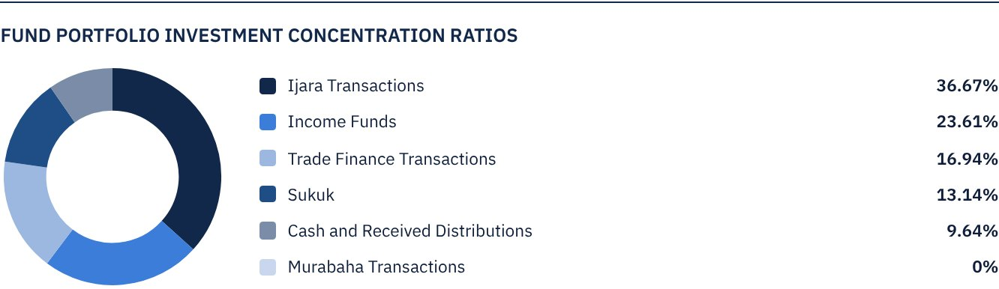 FUND PORTFOLIO INVESTMENT CONCENTRATION RATIOS
Ijara Transactions 36.67%
Income Funds 23.61%
Trade Finance Transactions 16.94%
Sukuk 13.14%
Cash and Received Distributions 9.64%
Murabaha Transactions 0%